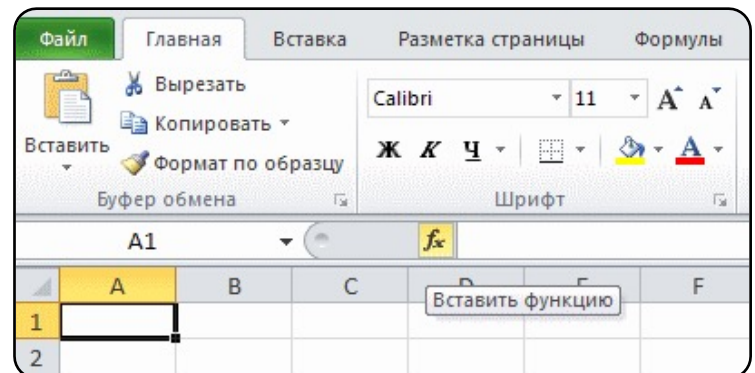 Файл Главная Вставка Разметка страницы Формулы
Вырезать
Calibri 11 А А
Копировать
Вставить
Ж К Ч А
Формат по образцу
Буфер обмена Шрифт
A1 fx
A B C D E F
Вставить функцию
1
2